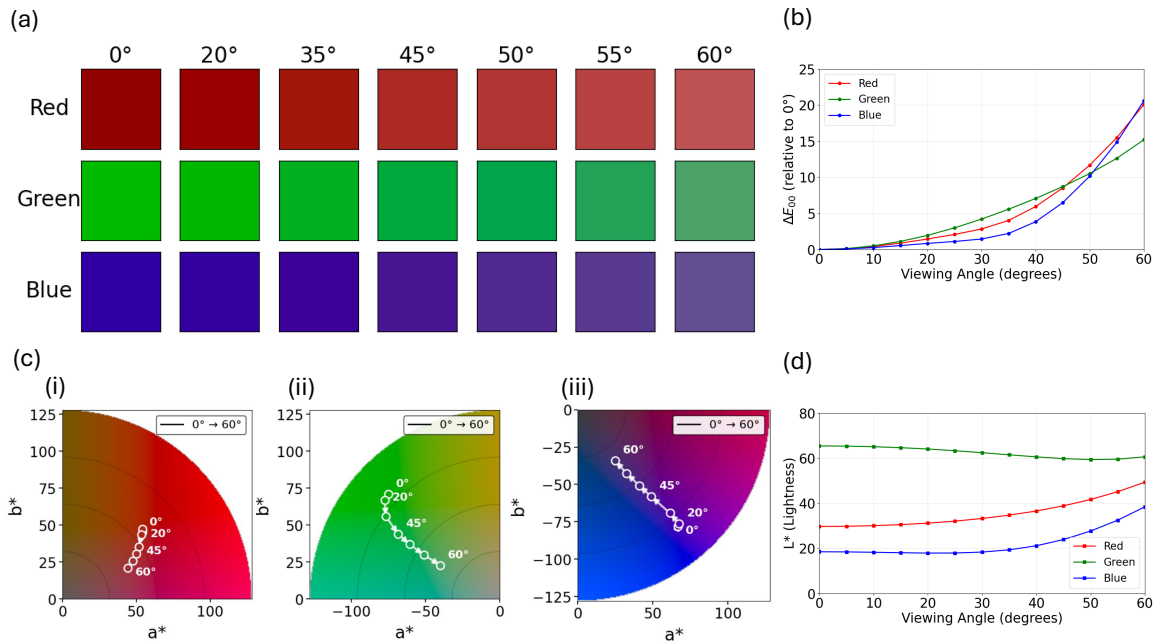 (a)
0° 20° 35° 45° 50° 55° 60°
Red
Green
Blue
(b)
25
20
15
10
5
0
0 10 20 30 40 50 60
ΔE00 (relative to 0°)
Viewing Angle (degrees)
Red
Green
Blue
(c)
(i)
125
100
75
50
25
0
0 50 100
b*
a*
0° → 60°
0°
20°
45°
60°
(ii)
125
100
75
50
25
0
−100 −50 0
b*
a*
0° → 60°
0°
20°
45°
60°
(iii)
0
−25
−50
−75
−100
−125
0 50 100
b*
a*
0° → 60°
60°
45°
20°
0°
(d)
80
60
40
20
0
0 10 20 30 40 50 60
L* (Lightness)
Viewing Angle (degrees)
Red
Green
Blue